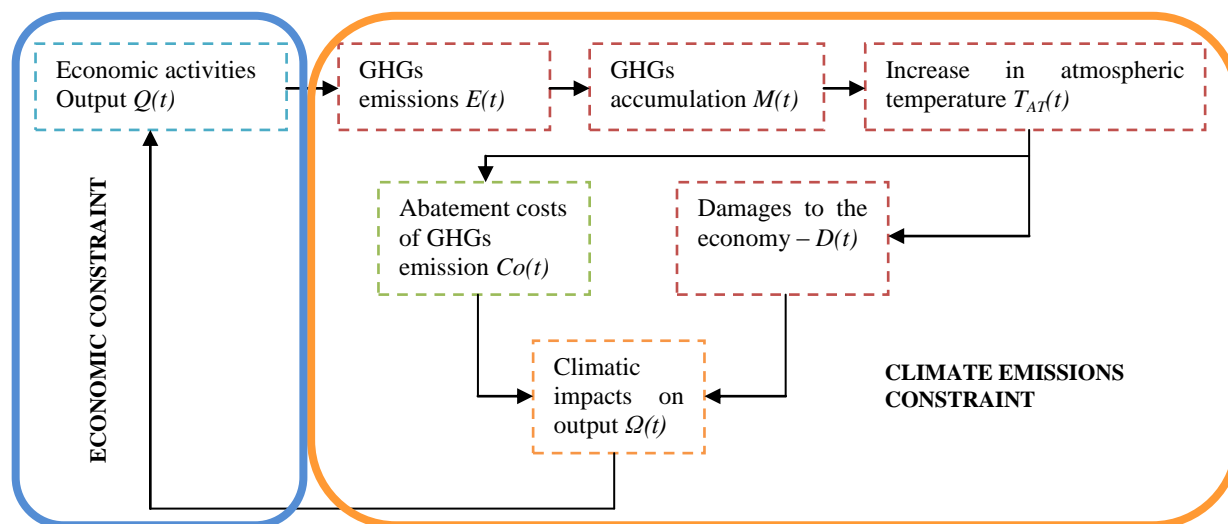 Economic activities
Output Q(t)
GHGs
emissions E(t)
GHGs
accumulation M(t)
Increase in atmospheric
temperature T_AT(t)
Abatement costs
of GHGs
emission Co(t)
Damages to the
economy – D(t)
Climatic
impacts on
output Ω(t)
ECONOMIC CONSTRAINT
CLIMATE EMISSIONS
CONSTRAINT